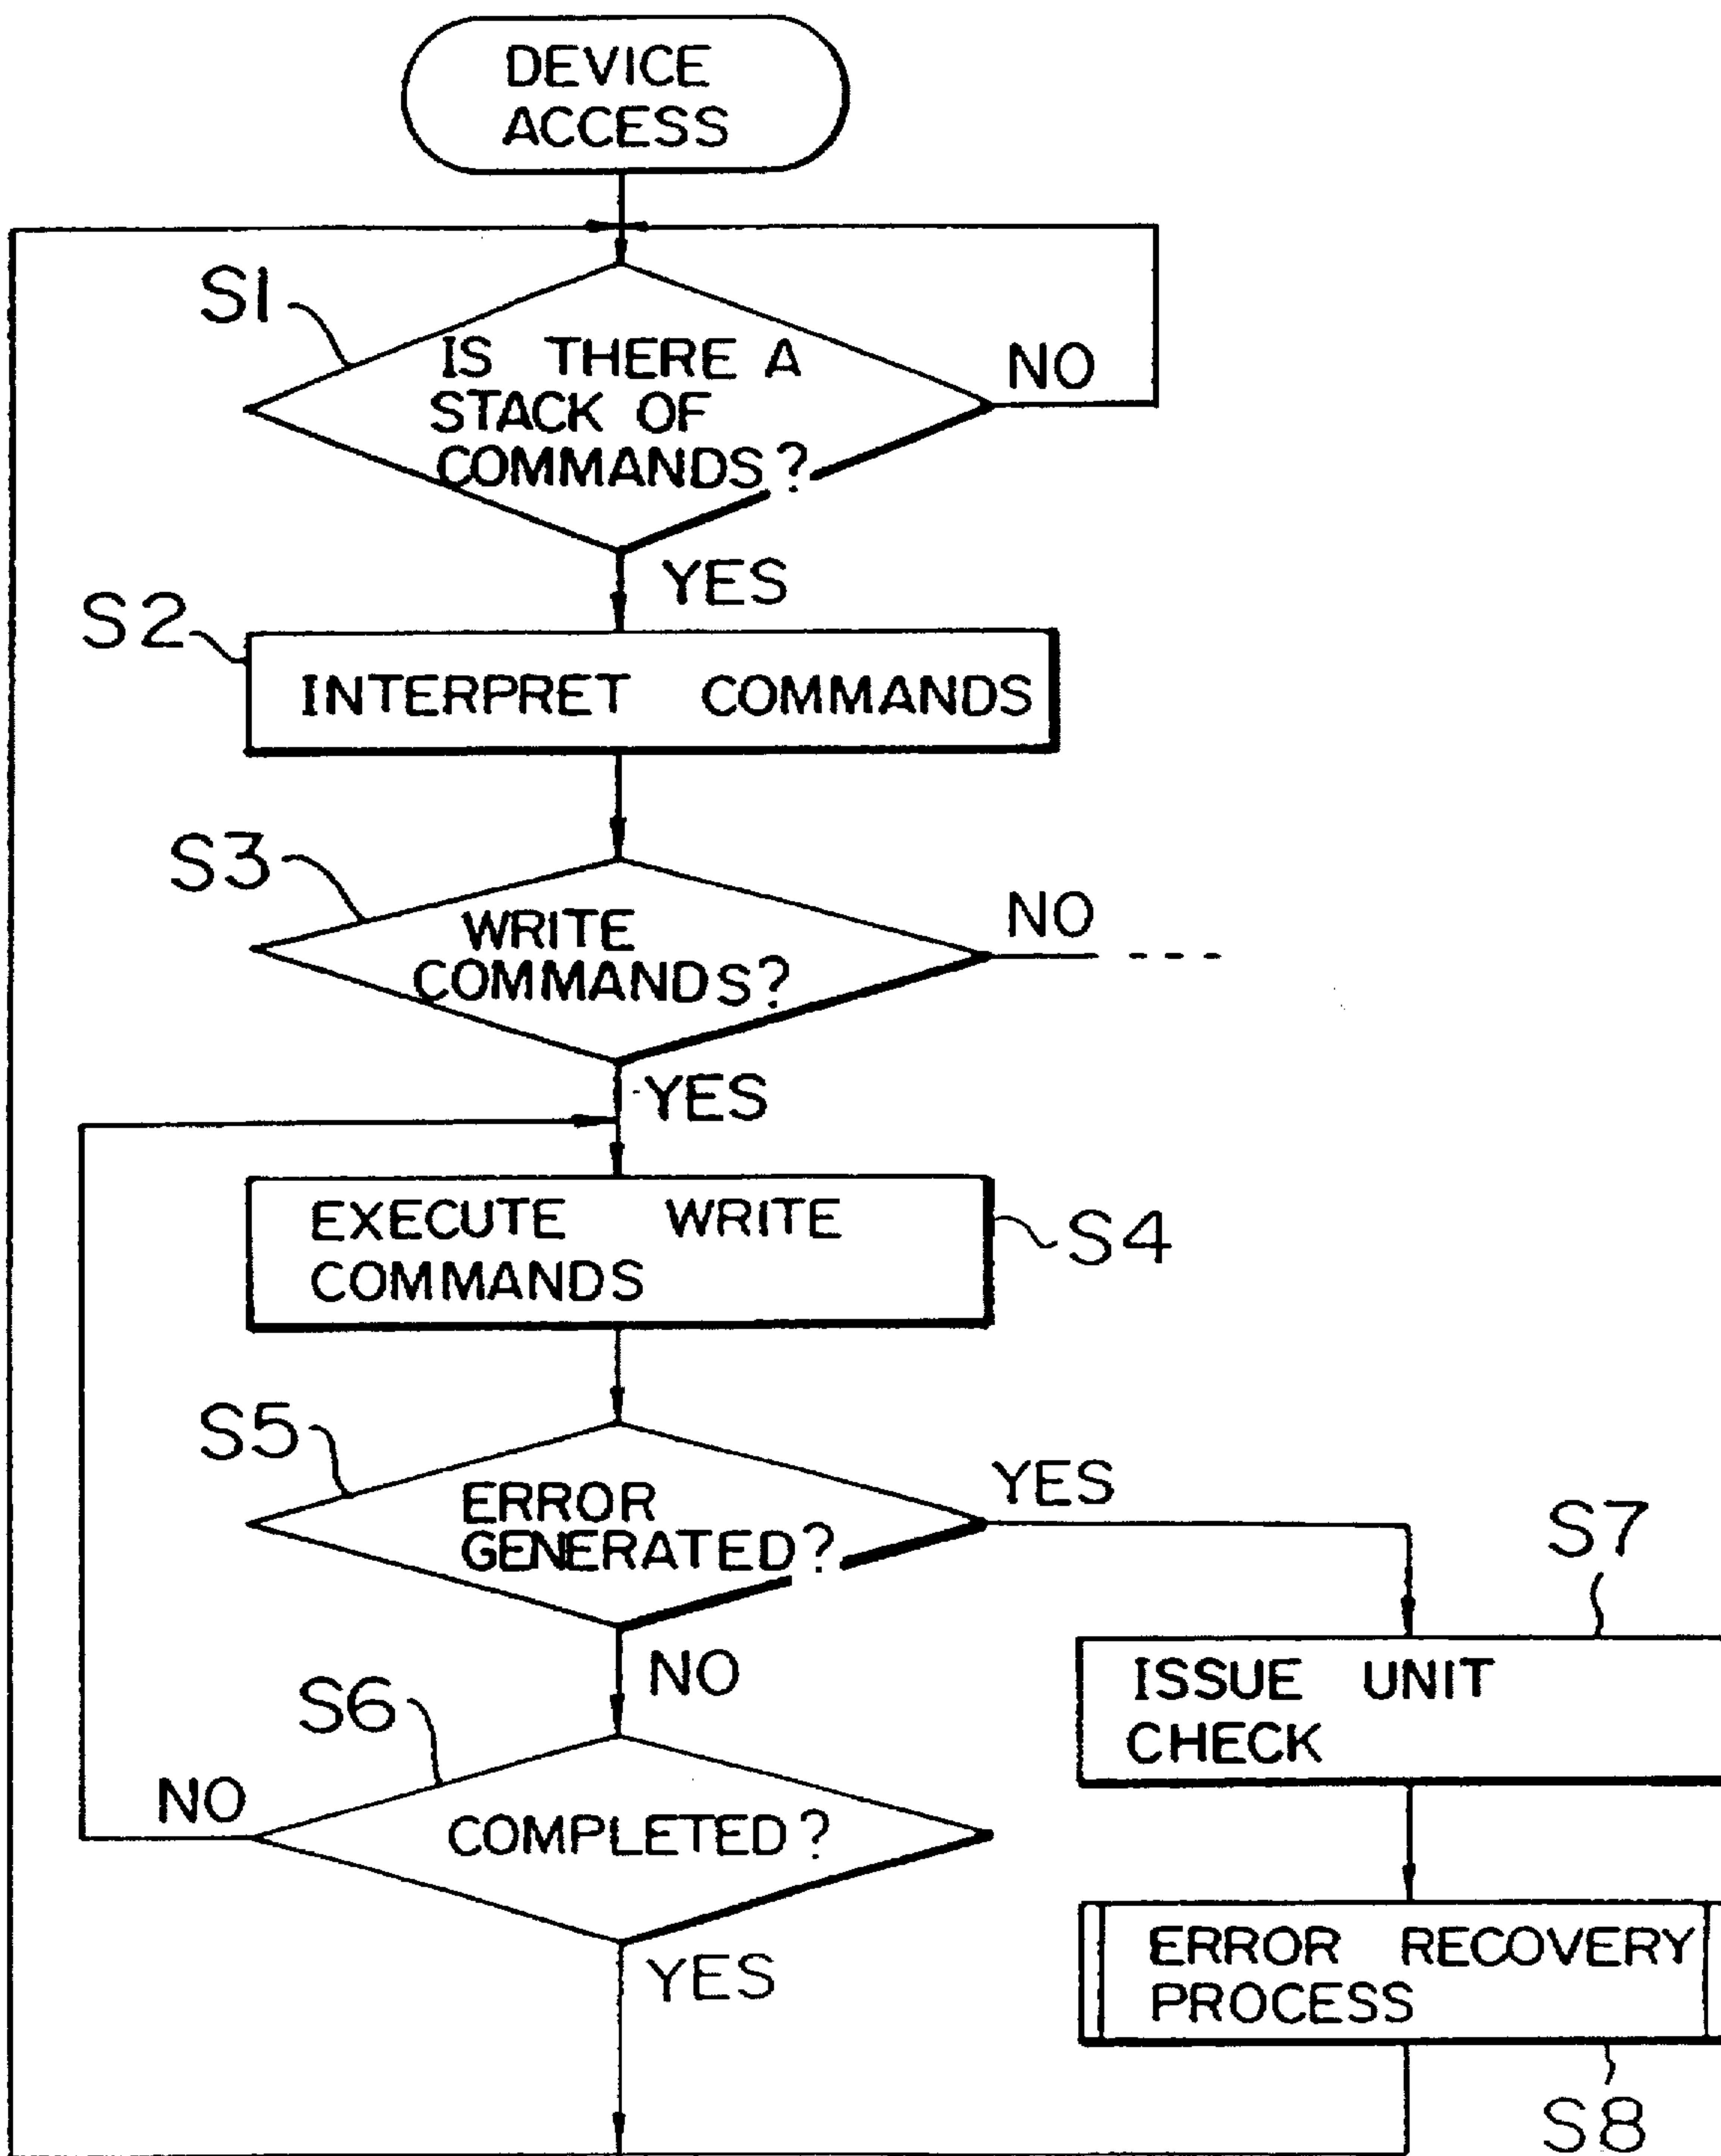 DEVICE
ACCESS
S1
IS THERE A
STACK OF
COMMANDS?
NO
YES
S2
INTERPRET COMMANDS
S3
WRITE
COMMANDS?
NO
YES
EXECUTE WRITE
COMMANDS
S4
S5
ERROR
GENERATED?
YES
S7
NO
ISSUE UNIT
CHECK
S6
NO
COMPLETED?
YES
ERROR RECOVERY
PROCESS
S8